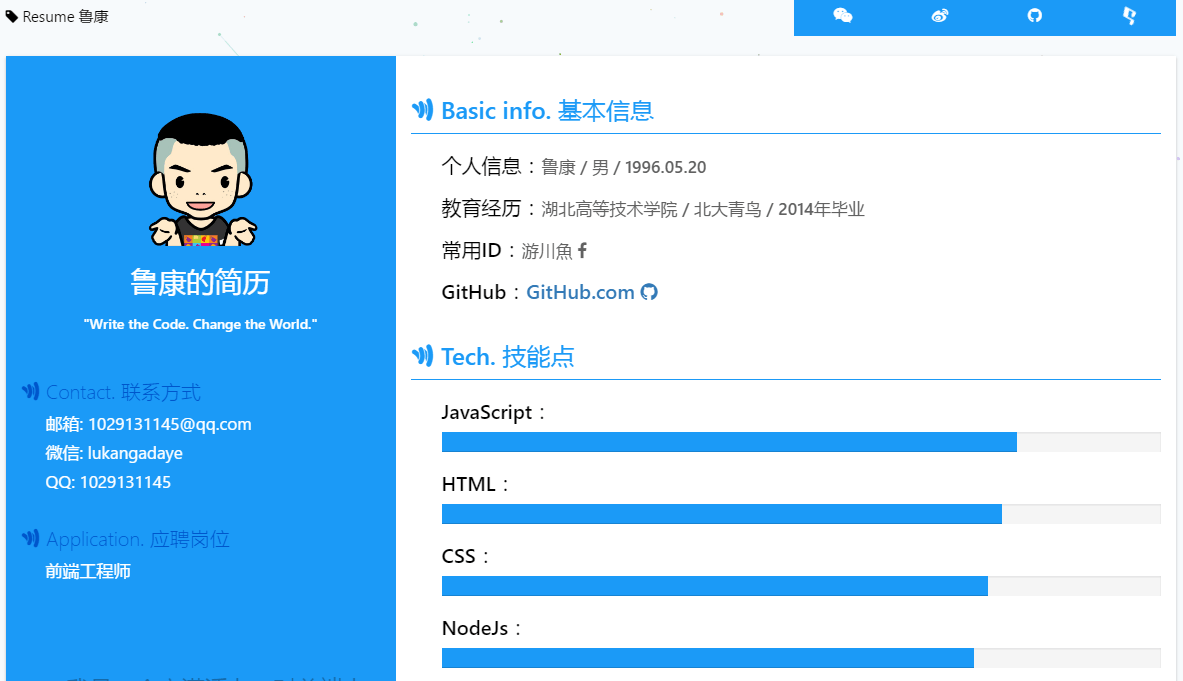 Resume 鲁康
鲁康的简历
"Write the Code. Change the World."
Contact. 联系方式
邮箱: 1029131145@qq.com
微信: lukangadaye
QQ: 1029131145
Application. 应聘岗位
前端工程师
Basic info. 基本信息
个人信息：鲁康 / 男 / 1996.05.20
教育经历：湖北高等技术学院 / 北大青鸟 / 2014年毕业
常用ID：游川魚
GitHub：GitHub.com
Tech. 技能点
JavaScript：
HTML：
CSS：
NodeJs：